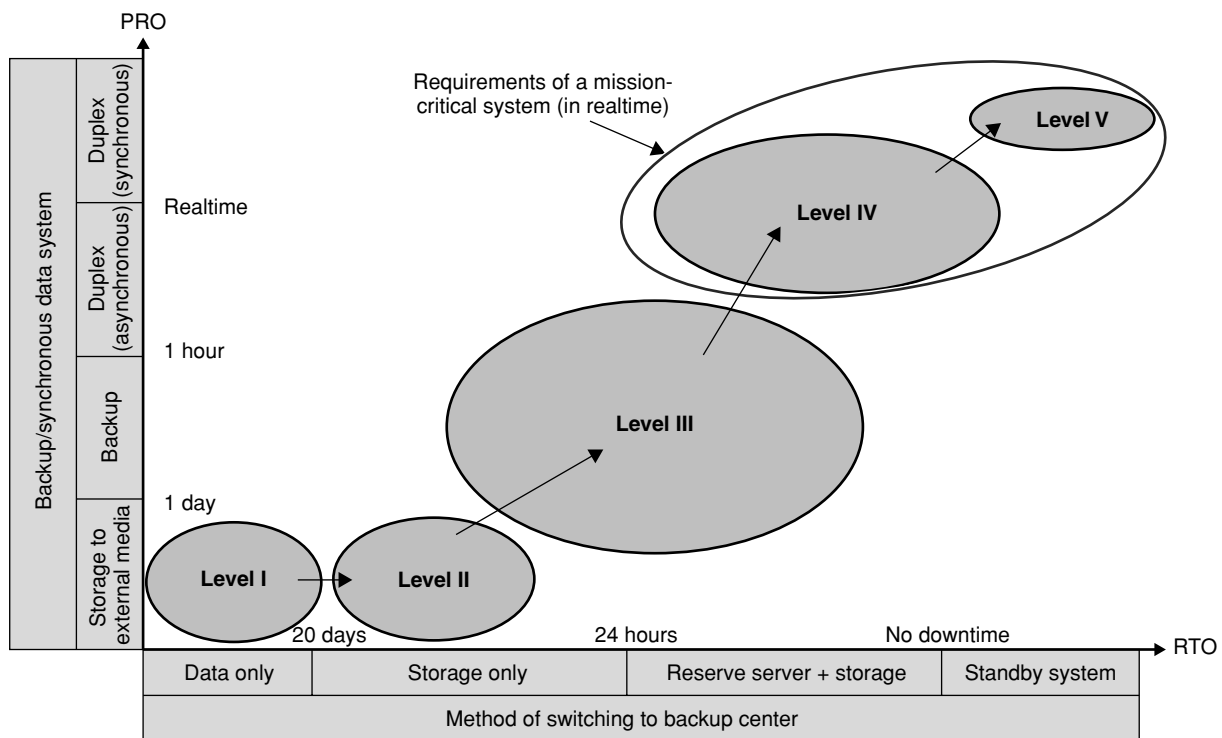 PRO
Requirements of a mission-
critical system (in realtime)
Level V
Level IV
Level III
Level I
Level II
Realtime
1 hour
1 day
20 days
24 hours
No downtime
RTO
Backup/synchronous data system
Duplex
(synchronous)
Duplex
(asynchronous)
Backup
Storage to
external media
Data only
Storage only
Reserve server + storage
Standby system
Method of switching to backup center